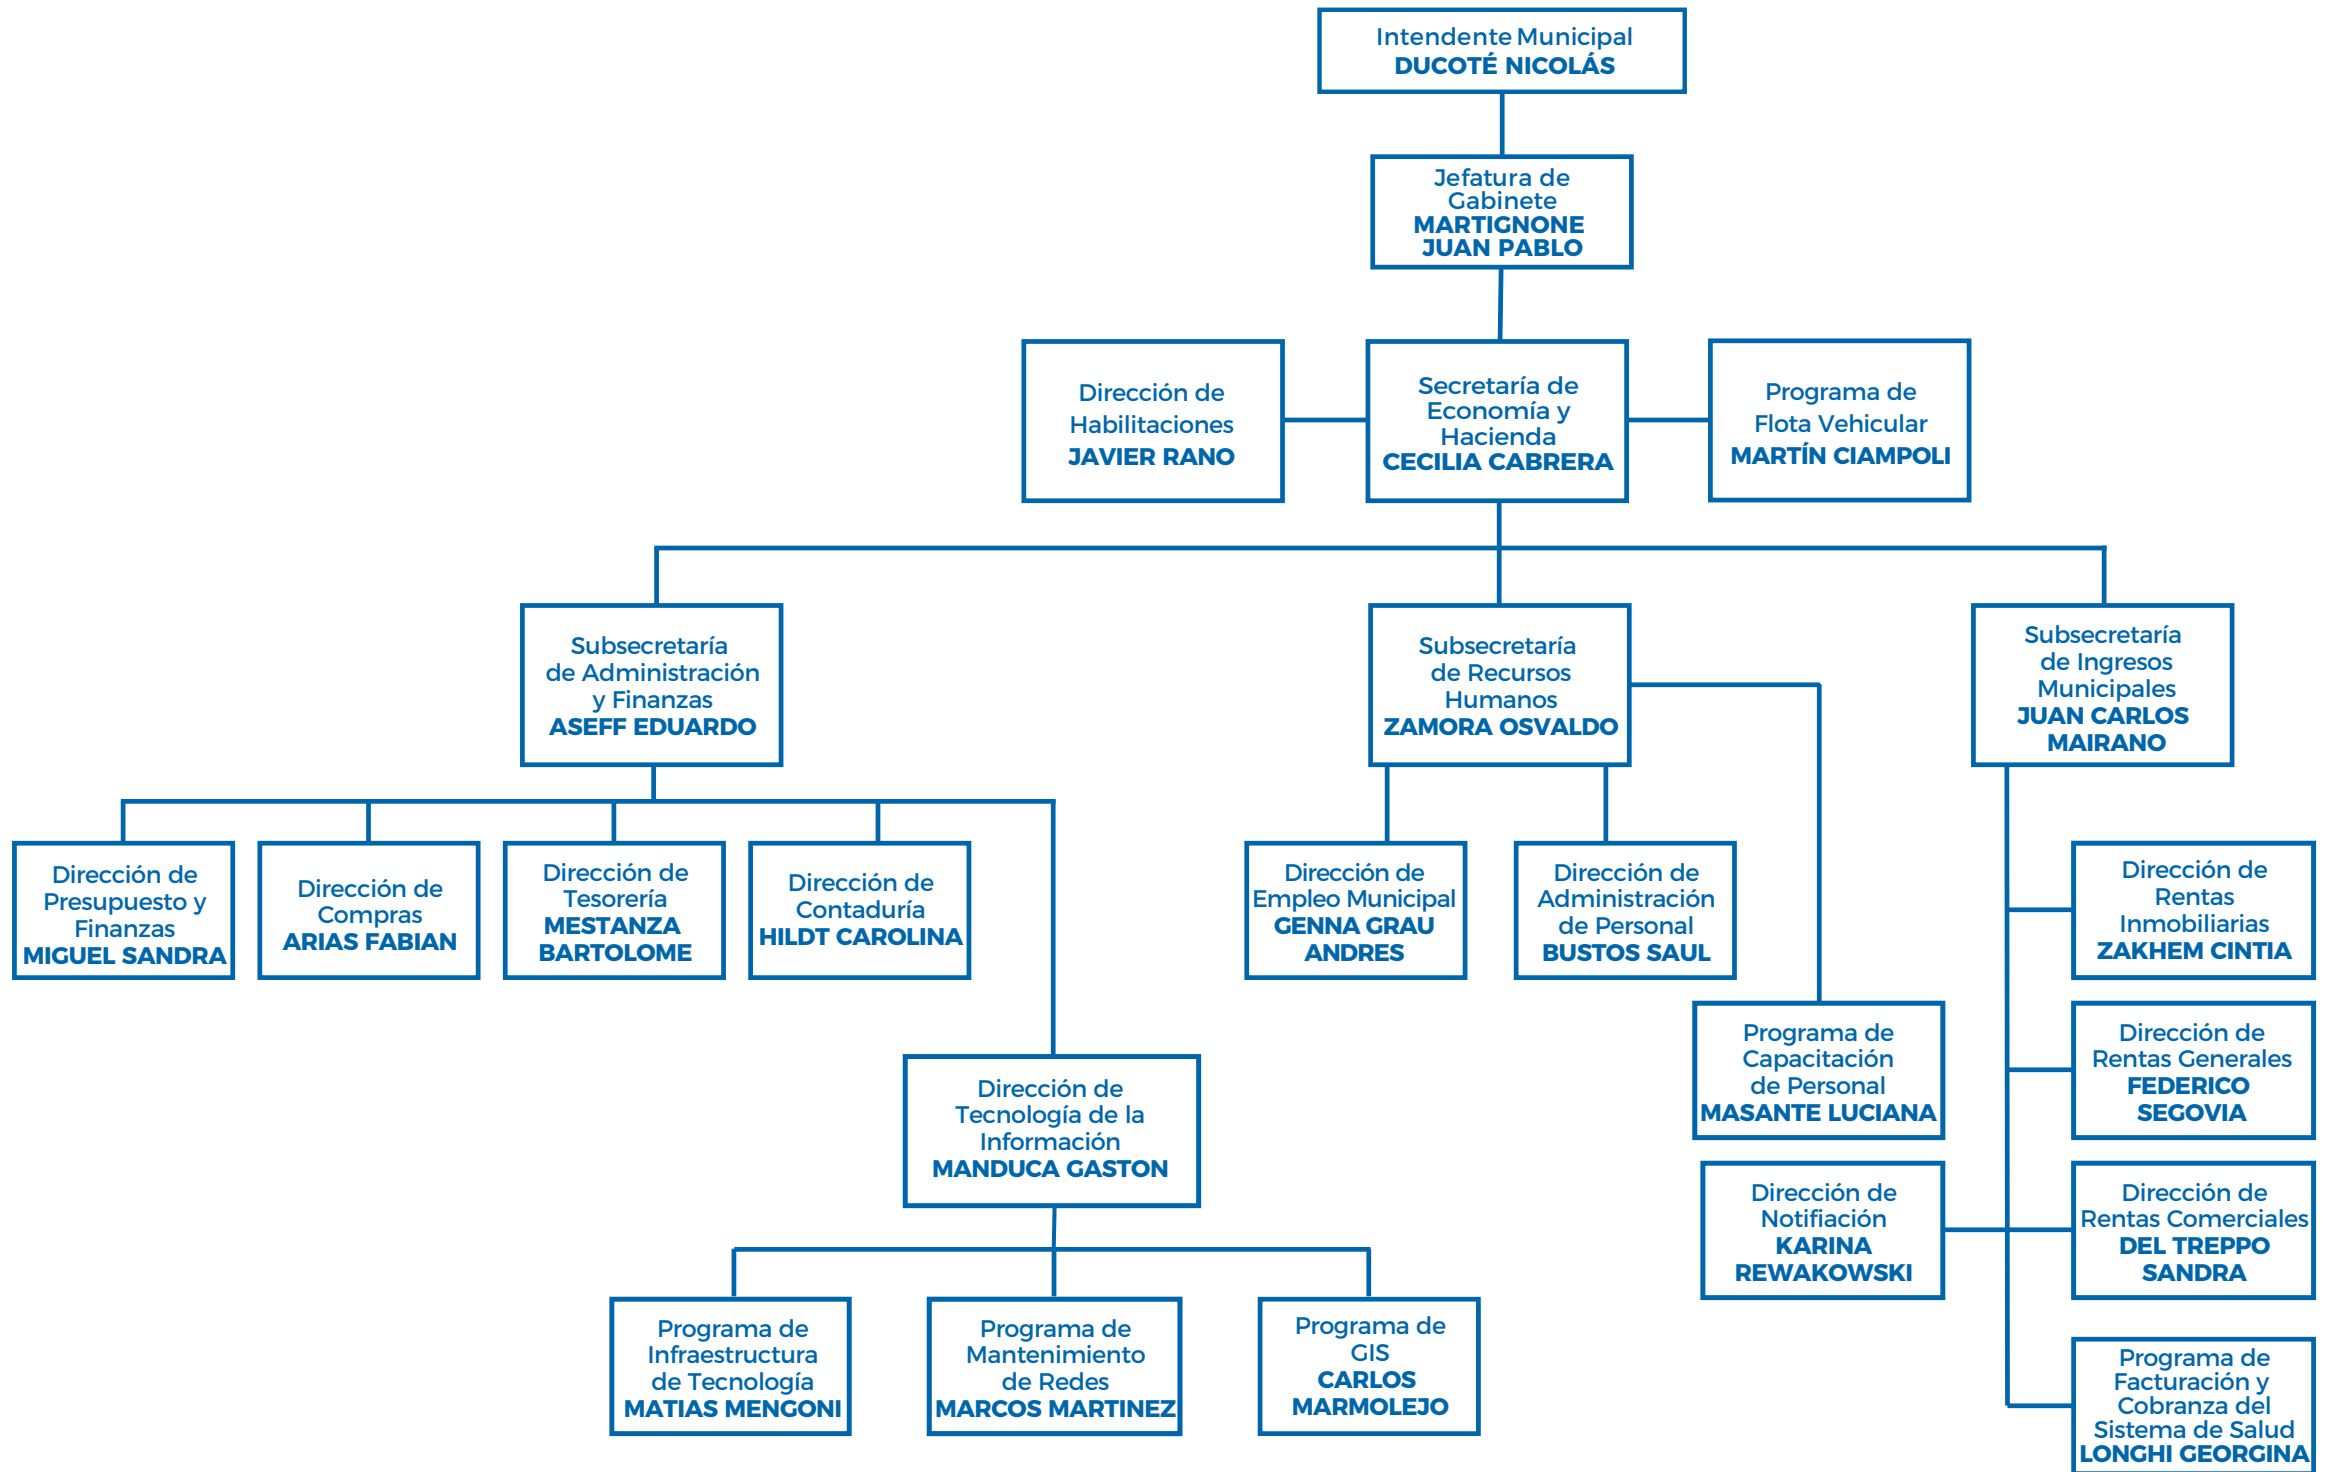 Intendente Municipal
DUCOTÉ NICOLÁS
Jefatura de
Gabinete
MARTIGNONE
JUAN PABLO
Dirección de
Habilitaciones
JAVIER RANO
Secretaría de
Economía y
Hacienda
CECILIA CABRERA
Programa de
Flota Vehicular
MARTÍN CIAMPOLI
Subsecretaría
de Administración
y Finanzas
ASEFF EDUARDO
Subsecretaría
de Recursos
Humanos
ZAMORA OSVALDO
Subsecretaría
de Ingresos
Municipales
JUAN CARLOS
MAIRANO
Dirección de
Presupuesto y
Finanzas
MIGUEL SANDRA
Dirección de
Compras
ARIAS FABIAN
Dirección de
Tesorería
MESTANZA
BARTOLOME
Dirección de
Contaduría
HILDT CAROLINA
Dirección de
Empleo Municipal
GENNA GRAU
ANDRES
Dirección de
Administración
de Personal
BUSTOS SAUL
Dirección de
Rentas
Inmobiliarias
ZAKHEM CINTIA
Dirección de
Tecnología de la
Información
MANDUCA GASTON
Programa de
Capacitación
de Personal
MASANTE LUCIANA
Dirección de
Rentas Generales
FEDERICO
SEGOVIA
Dirección de
Notifiación
KARINA
REWAKOWSKI
Dirección de
Rentas Comerciales
DEL TREPPO
SANDRA
Programa de
Infraestructura
de Tecnología
MATIAS MENGONI
Programa de
Mantenimiento
de Redes
MARCOS MARTINEZ
Programa de
GIS
CARLOS
MARMOLEJO
Programa de
Facturación y
Cobranza del
Sistema de Salud
LONGHI GEORGINA